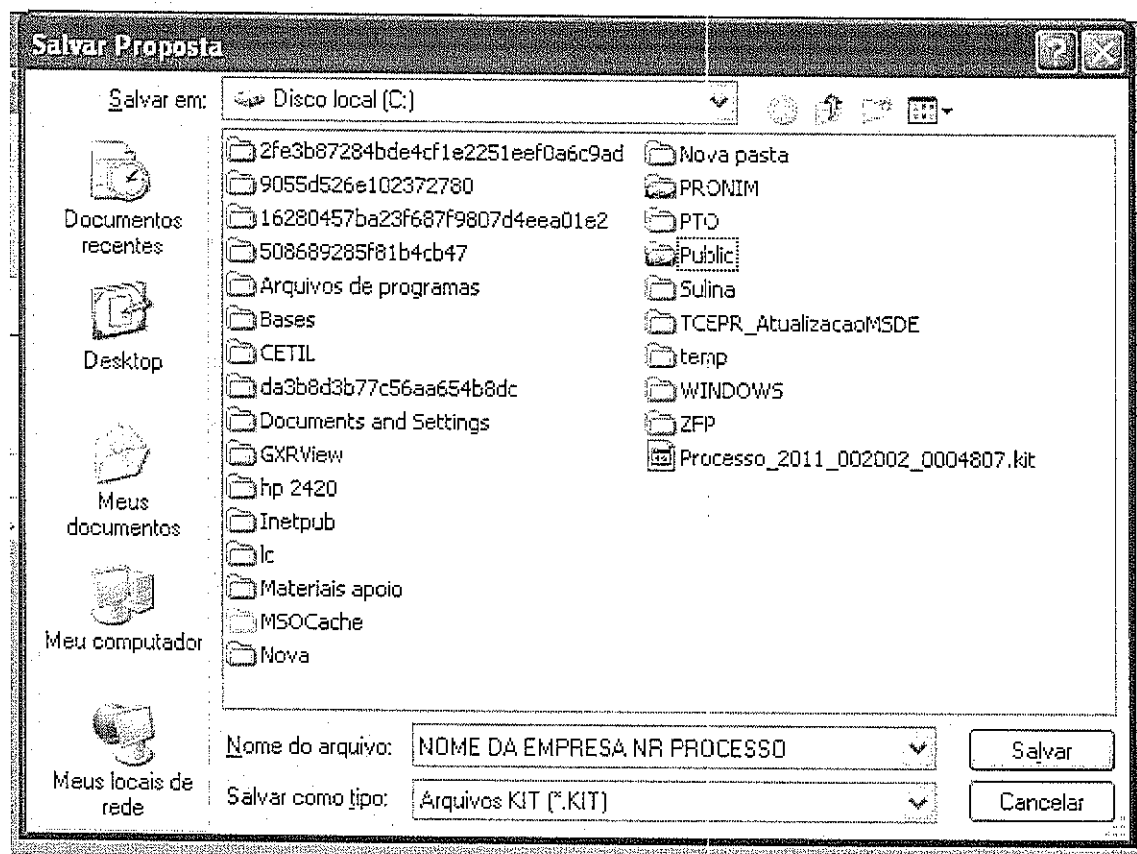 Salvar Proposta
Salvar em:
Disco local (C:)
Documentos
recentes
Desktop
Meus
documentos
Meu computador
Meus locais de
rede
2fe3b87284bde4cf1e2251eef0a6c9ad
9055d526e102372780
16280457ba23f687f9807d4eea01e2
508689285f81b4cb47
Arquivos de programas
Bases
CETIL
da3b8d3b77c56aa654b8dc
Documents and Settings
GXRView
hp 2420
Inetpub
lc
Materiais apoio
MSOCache
Nova
Nova pasta
PRONIM
PTO
Public
Sulina
TCEPR_AtualizacaoMSDE
temp
WINDOWS
ZFP
Processo_2011_002002_0004807.kit
Nome do arquivo:
NOME DA EMPRESA NR PROCESSO
Salvar
Salvar como tipo:
Arquivos KIT (*.KIT)
Cancelar